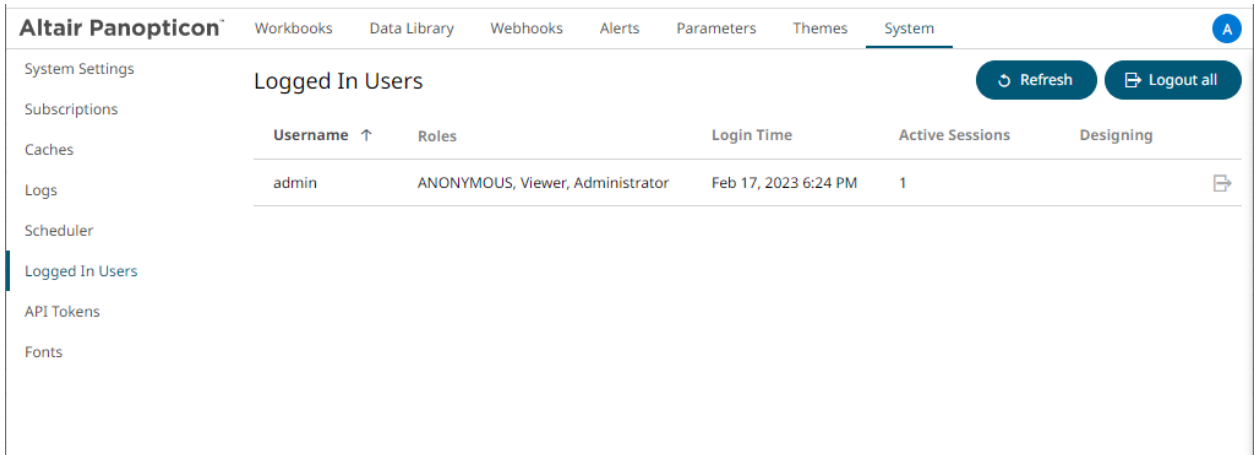 Altair Panopticon™ Workbooks Data Library Webhooks Alerts Parameters Themes System A
System Settings
Subscriptions
Caches
Logs
Scheduler
Logged In Users
API Tokens
Fonts
Logged In Users Refresh Logout all
Username ↑ Roles Login Time Active Sessions Designing
admin ANONYMOUS, Viewer, Administrator Feb 17, 2023 6:24 PM 1